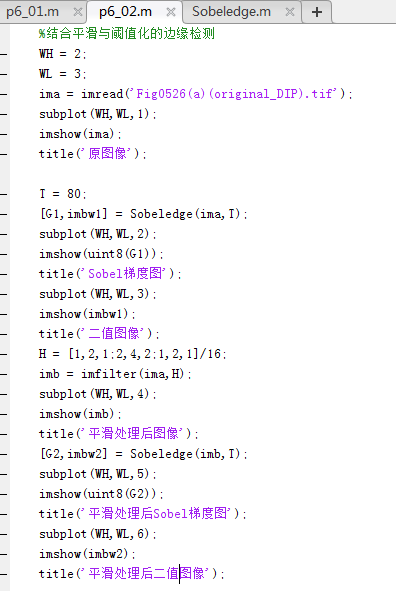 p6_01.m × p6_02.m × Sobeledge.m × +
%结合平滑与阈值化的边缘检测
WH = 2;
WL = 3;
ima = imread('Fig0526(a)(original_DIP).tif');
subplot(WH,WL,1);
imshow(ima);
title('原图像');
T = 80;
[G1,imbw1] = Sobeledge(ima,T);
subplot(WH,WL,2);
imshow(uint8(G1));
title('Sobel梯度图');
subplot(WH,WL,3);
imshow(imbw1);
title('二值图像');
H = [1,2,1;2,4,2;1,2,1]/16;
imb = imfilter(ima,H);
subplot(WH,WL,4);
imshow(imb);
title('平滑处理后图像');
[G2,imbw2] = Sobeledge(imb,T);
subplot(WH,WL,5);
imshow(uint8(G2));
title('平滑处理后Sobel梯度图');
subplot(WH,WL,6);
imshow(imbw2);
title('平滑处理后二值图像');